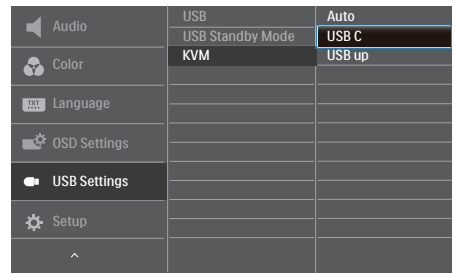 Audio
Color
TXT
Language
OSD Settings
USB Settings
Setup
USB
USB Standby Mode
KVM
Auto
USB C
USB up